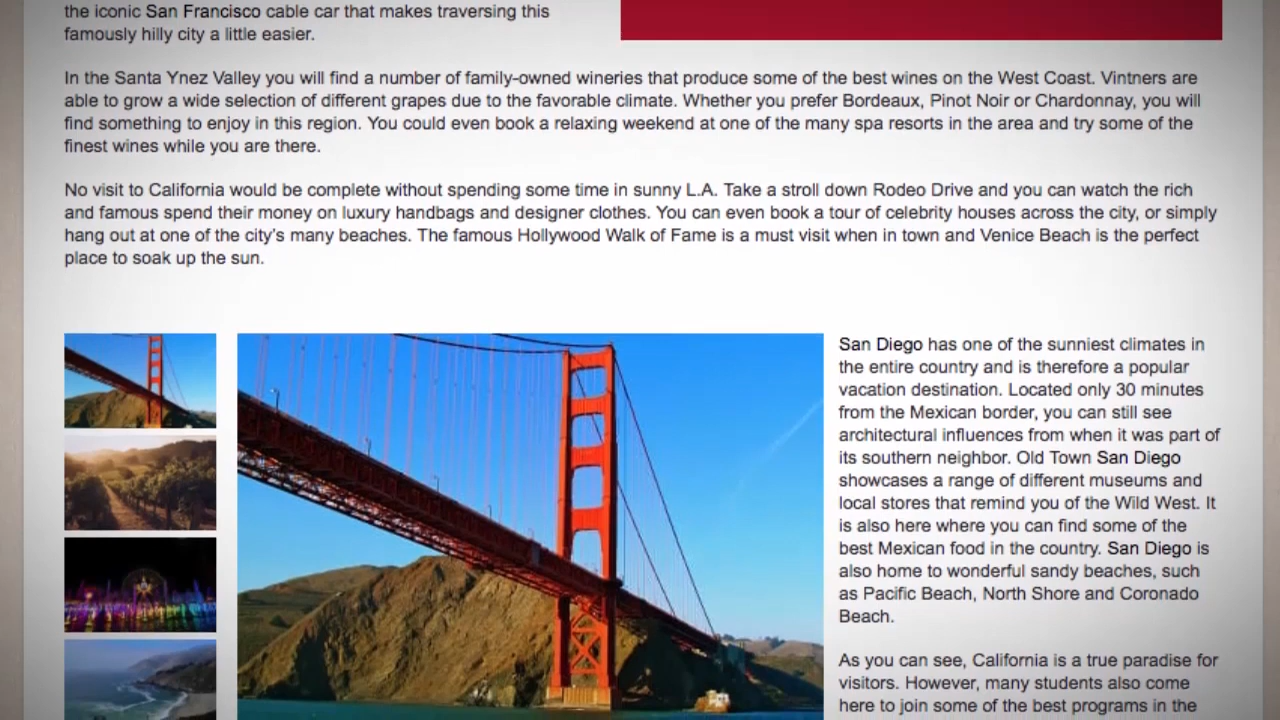 the iconic San Francisco cable car that makes traversing this
famously hilly city a little easier.
In the Santa Ynez Valley you will find a number of family-owned wineries that produce some of the best wines on the West Coast. Vintners are
able to grow a wide selection of different grapes due to the favorable climate. Whether you prefer Bordeaux, Pinot Noir or Chardonnay, you will
find something to enjoy in this region. You could even book a relaxing weekend at one of the many spa resorts in the area and try some of the
finest wines while you are there.
No visit to California would be complete without spending some time in sunny L.A. Take a stroll down Rodeo Drive and you can watch the rich
and famous spend their money on luxury handbags and designer clothes. You can even book a tour of celebrity houses across the city, or simply
hang out at one of the city’s many beaches. The famous Hollywood Walk of Fame is a must visit when in town and Venice Beach is the perfect
place to soak up the sun.
San Diego has one of the sunniest climates in
the entire country and is therefore a popular
vacation destination. Located only 30 minutes
from the Mexican border, you can still see
architectural influences from when it was part of
its southern neighbor. Old Town San Diego
showcases a range of different museums and
local stores that remind you of the Wild West. It
is also here where you can find some of the
best Mexican food in the country. San Diego is
also home to wonderful sandy beaches, such
as Pacific Beach, North Shore and Coronado
Beach.
As you can see, California is a true paradise for
visitors. However, many students also come
here to join some of the best programs in the